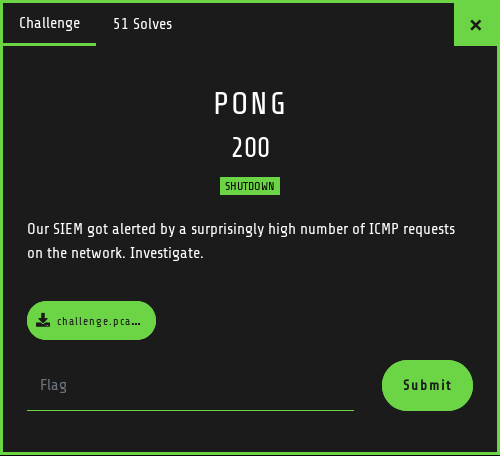 Challenge
51 Solves
×
PONG
200
SHUTDOWN
Our SIEM got alerted by a surprisingly high number of ICMP requests
on the network. Investigate.
challenge.pca...
Flag
Submit